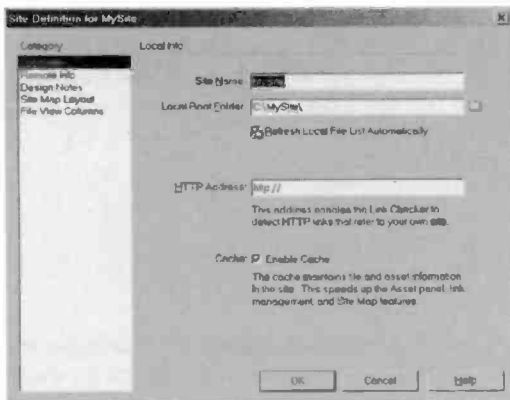 Site Definition for MySite
Category
Local Info
Remote Info
Design Notes
Site Map Layout
File View Columns
Site Name:
Local Root Folder: C:\MySite\
Refresh Local File List Automatically
HTTP Address: http://
This address enables the Link Checker to
detect HTTP links that refer to your own site.
Cache: Enable Cache
The cache maintains file and asset information
in the site. This speeds up the Asset panel, link
management, and Site Map features.
OK
Cancel
Help